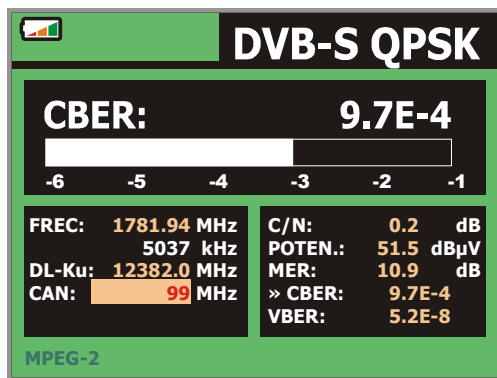 DVB-S QPSK
CBER: 9.7E-4
-6 -5 -4 -3 -2 -1
FREC: 1781.94 MHz
5037 kHz
DL-Ku: 12382.0 MHz
CAN: 99 MHz
C/N: 0.2 dB
POTEN.: 51.5 dBµV
MER: 10.9 dB
» CBER: 9.7E-4
VBER: 5.2E-8
MPEG-2